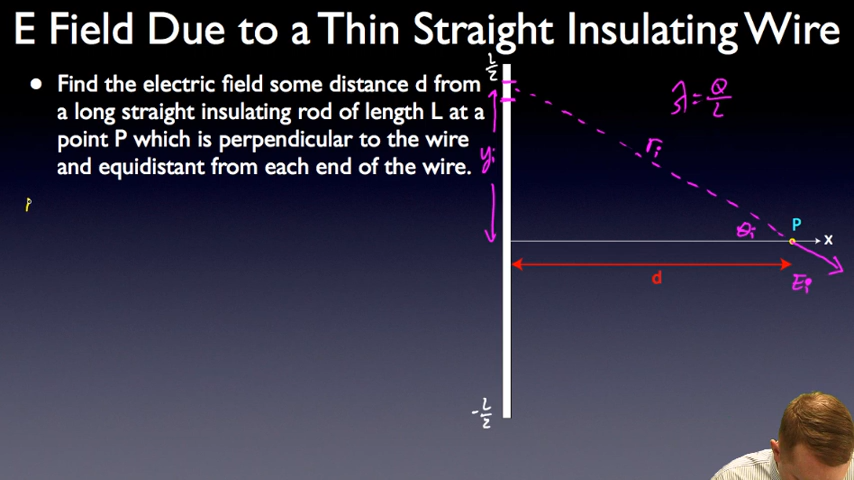 E Field Due to a Thin Straight Insulating Wire
• Find the electric field some distance d from
a long straight insulating rod of length L at a
point P which is perpendicular to the wire
and equidistant from each end of the wire.
L/2
λ = Q/L
yᵢ
rᵢ
θᵢ
P
x
d
Eᵢ
-L/2